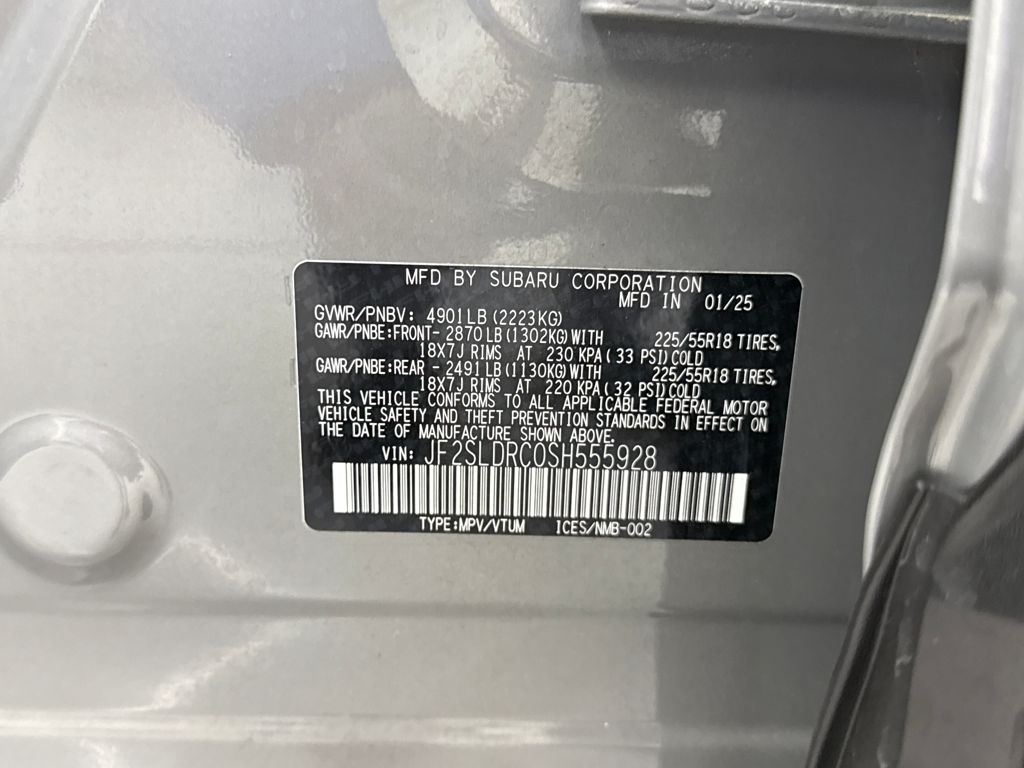 MFD BY SUBARU CORPORATION
MFD IN 01/25
GVWR/PNBV: 4901LB(2223KG)
GAWR/PNBE:FRONT- 2870LB(1302KG)WITH 225/55R18 TIRES,
18X7J RIMS AT 230 KPA( 33 PSI)COLD
GAWR/PNBE:REAR - 2491LB(1130KG)WITH 225/55R18 TIRES,
18X7J RIMS AT 220 KPA( 32 PSI)COLD
THIS VEHICLE CONFORMS TO ALL APPLICABLE FEDERAL MOTOR
VEHICLE SAFETY AND THEFT PREVENTION STANDARDS IN EFFECT ON
THE DATE OF MANUFACTURE SHOWN ABOVE.
VIN: JF2SLDRC0SH555928
TYPE:MPV/VTUM ICES/NMB-002